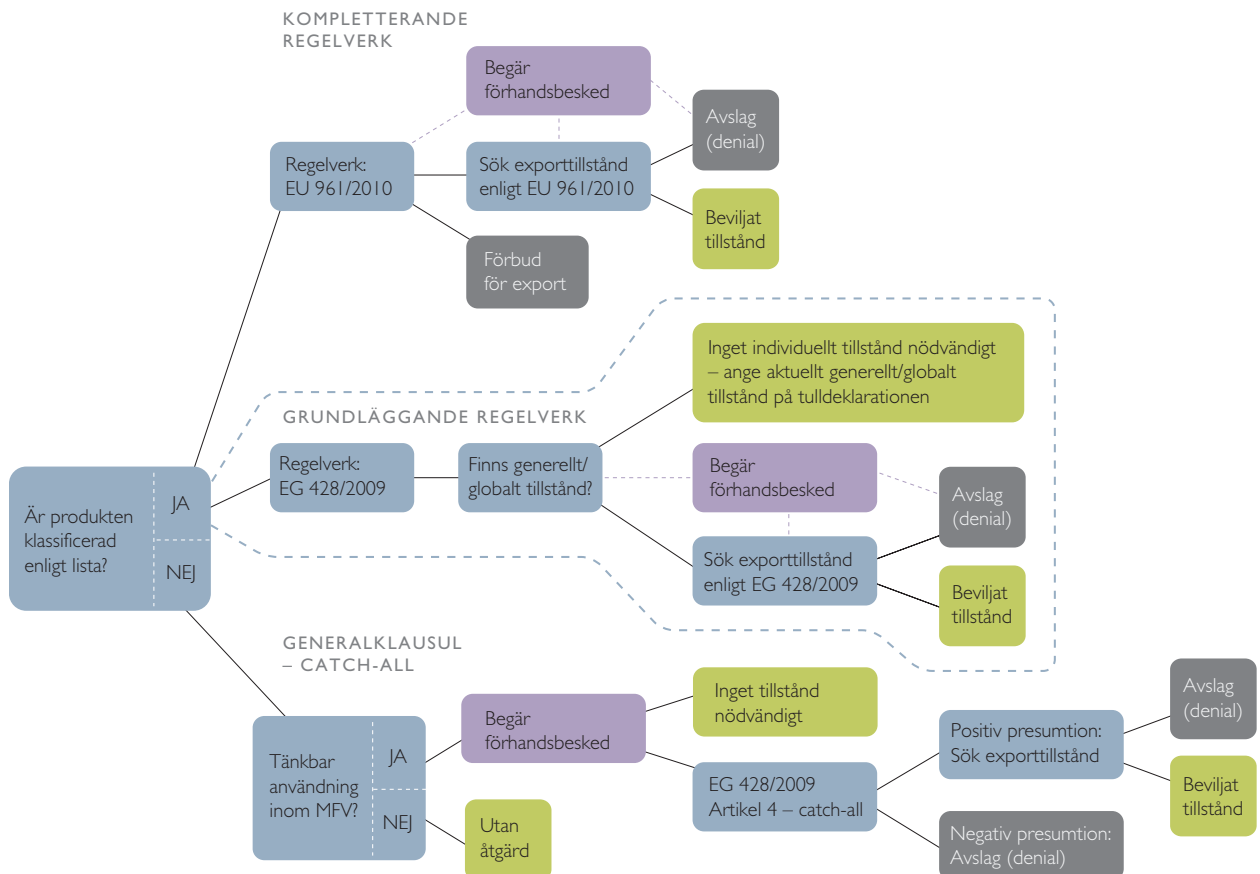 KOMPLETTERANDE
REGELVERK
Begär
förhandsbesked
Avslag
(denial)
Regelverk:
EU 961/2010
Sök exporttillstånd
enligt EU 961/2010
Beviljat
tillstånd
Förbud
för export
Inget individuellt tillstånd nödvändigt
– ange aktuellt generellt/globalt
tillstånd på tulldeklarationen
GRUNDLÄGGANDE REGELVERK
Regelverk:
EG 428/2009
Finns generellt/
globalt tillstånd?
Begär
förhandsbesked
Avslag
(denial)
Är produkten
klassificerad
enligt lista?
JA
NEJ
Sök exporttillstånd
enligt EG 428/2009
Beviljat
tillstånd
GENERALKLAUSUL
– CATCH-ALL
Tänkbar
användning
inom MFV?
JA
NEJ
Begär
förhandsbesked
Utan
åtgärd
Inget tillstånd
nödvändigt
EG 428/2009
Artikel 4 – catch-all
Positiv presumtion:
Sök exporttillstånd
Avslag
(denial)
Beviljat
tillstånd
Negativ presumtion:
Avslag (denial)